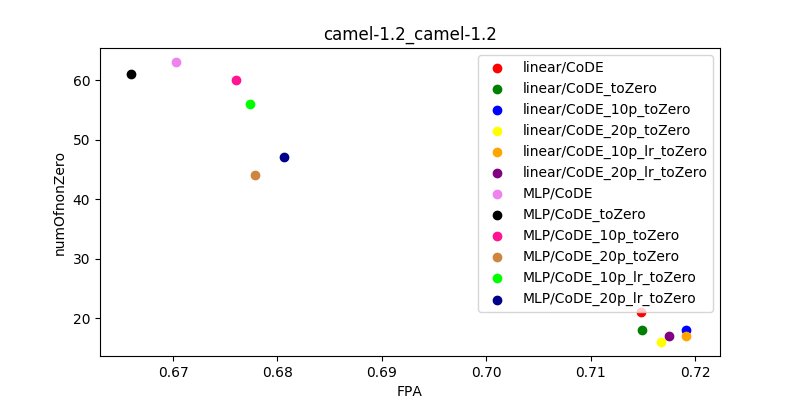 camel-1.2_camel-1.2
numOfnonZero
60
50
40
30
20
linear/CoDE
linear/CoDE_toZero
linear/CoDE_10p_toZero
linear/CoDE_20p_toZero
linear/CoDE_10p_lr_toZero
linear/CoDE_20p_lr_toZero
MLP/CoDE
MLP/CoDE_toZero
MLP/CoDE_10p_toZero
MLP/CoDE_20p_toZero
MLP/CoDE_10p_lr_toZero
MLP/CoDE_20p_lr_toZero
0.67 0.68 0.69 0.70 0.71 0.72
FPA